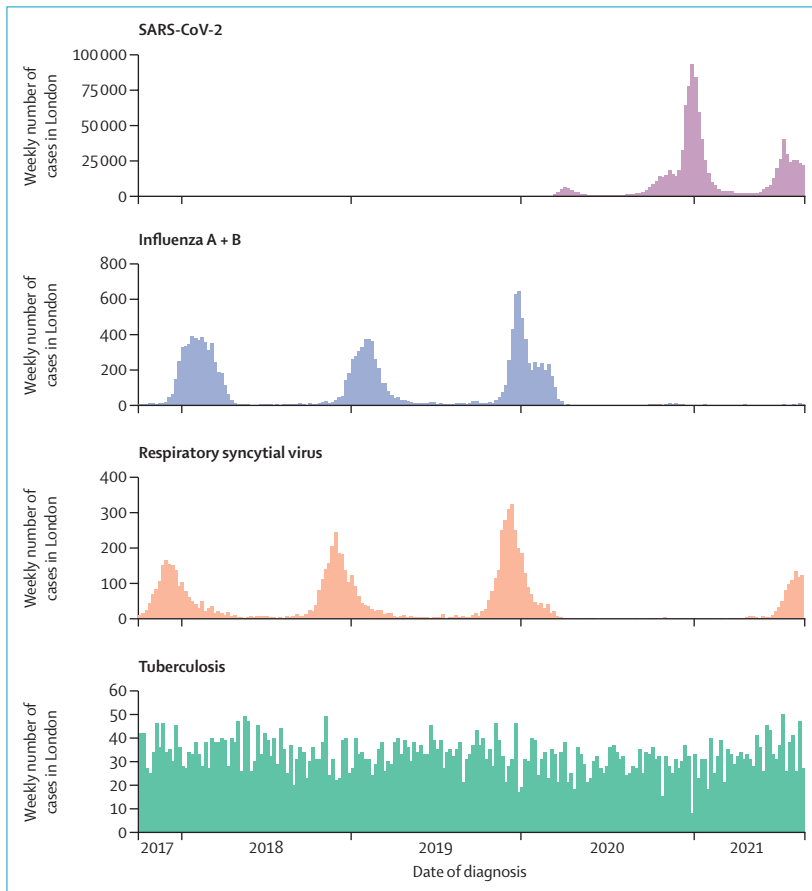 SARS-CoV-2
Weekly number of
cases in London
100 000
75 000
50 000
25 000
0
Influenza A + B
Weekly number of
cases in London
800
600
400
200
0
Respiratory syncytial virus
Weekly number of
cases in London
400
300
200
100
0
Tuberculosis
Weekly number of
cases in London
60
50
40
30
20
10
0
2017 2018 2019 2020 2021
Date of diagnosis